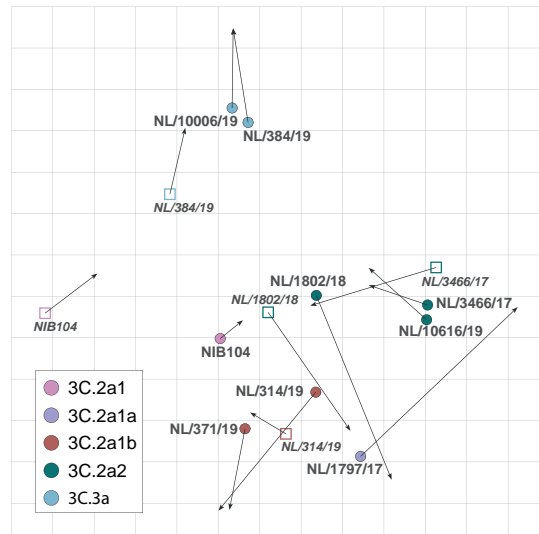 NL/10006/19
NL/384/19
NL/384/19
NL/3466/17
NL/1802/18
NL/1802/18
NL/3466/17
NIB104
NL/10616/19
NIB104
NL/314/19
NL/371/19
NL/314/19
NL/1797/17
3C.2a1
3C.2a1a
3C.2a1b
3C.2a2
3C.3a